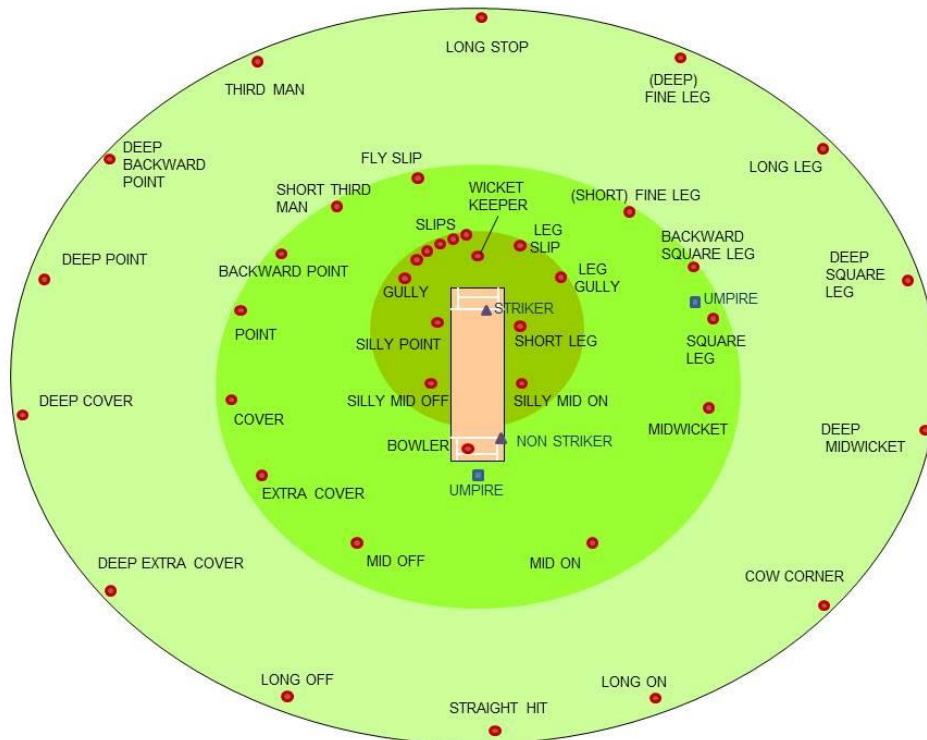 LONG STOP
THIRD MAN
(DEEP)
FINE LEG
DEEP
BACKWARD
POINT
FLY SLIP
LONG LEG
SHORT THIRD
MAN
WICKET
KEEPER
(SHORT) FINE LEG
SLIPS
LEG
SLIP
BACKWARD
SQUARE LEG
DEEP POINT
BACKWARD POINT
DEEP
SQUARE
LEG
GULLY
LEG
GULLY
UMPIRE
STRIKER
POINT
SILLY POINT
SHORT LEG
SQUARE
LEG
DEEP COVER
COVER
SILLY MID OFF
SILLY MID ON
MIDWICKET
DEEP
MIDWICKET
BOWLER
NON STRIKER
EXTRA COVER
UMPIRE
DEEP EXTRA COVER
MID OFF
MID ON
COW CORNER
LONG OFF
LONG ON
STRAIGHT HIT